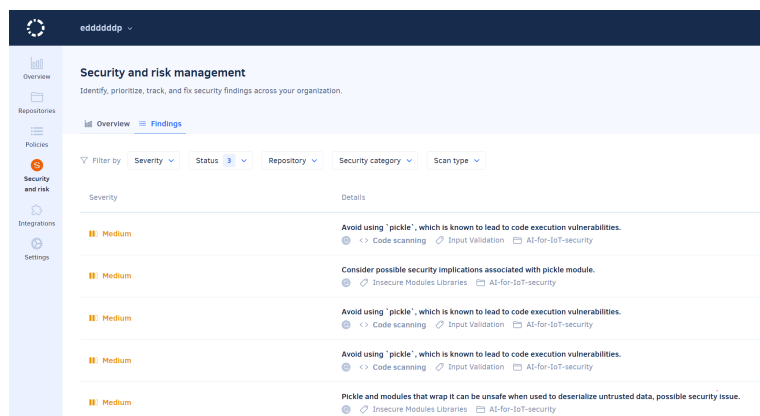 eddddddp
Overview
Repositories
Policies
Security
and risk
Integrations
Settings
Security and risk management
Identify, prioritize, track, and fix security findings across your organization.
Overview
Findings
Filter by
Severity
Status 3
Repository
Security category
Scan type
Severity
Details
Medium
Avoid using `pickle`, which is known to lead to code execution vulnerabilities.
<> Code scanning Input Validation AI-for-IoT-security
Medium
Consider possible security implications associated with pickle module.
Insecure Modules Libraries AI-for-IoT-security
Medium
Avoid using `pickle`, which is known to lead to code execution vulnerabilities.
<> Code scanning Input Validation AI-for-IoT-security
Medium
Avoid using `pickle`, which is known to lead to code execution vulnerabilities.
<> Code scanning Input Validation AI-for-IoT-security
Medium
Pickle and modules that wrap it can be unsafe when used to deserialize untrusted data, possible security issue.
Insecure Modules Libraries AI-for-IoT-security